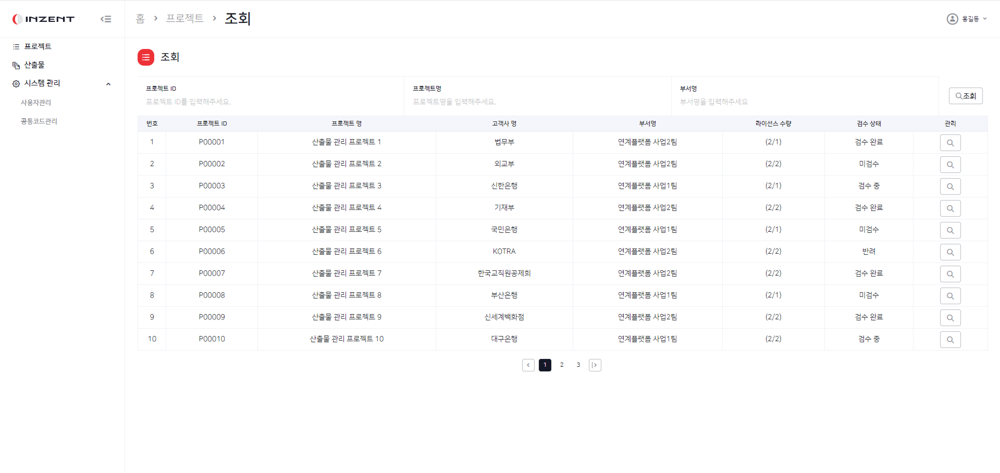 INZENT
홈 > 프로젝트 > 조회
홍길동
프로젝트
산출물
시스템 관리
사용자관리
공통코드관리
조회
프로젝트 ID
프로젝트 ID를 입력해주세요.
프로젝트명
프로젝트명을 입력해주세요.
부서명
부서명을 입력해주세요
조회
번호 프로젝트 ID 프로젝트 명 고객사 명 부서명 라이선스 수량 검수 상태 관리
1 P00001 산출물 관리 프로젝트 1 법무부 연계플랫폼 사업2팀 (2/1) 검수 완료
2 P00002 산출물 관리 프로젝트 2 외교부 연계플랫폼 사업2팀 (2/2) 미검수
3 P00003 산출물 관리 프로젝트 3 신한은행 연계플랫폼 사업1팀 (2/1) 검수 중
4 P00004 산출물 관리 프로젝트 4 기재부 연계플랫폼 사업2팀 (2/2) 검수 완료
5 P00005 산출물 관리 프로젝트 5 국민은행 연계플랫폼 사업1팀 (2/1) 미검수
6 P00006 산출물 관리 프로젝트 6 KOTRA 연계플랫폼 사업2팀 (2/2) 반려
7 P00007 산출물 관리 프로젝트 7 한국교직원공제회 연계플랫폼 사업2팀 (2/2) 검수 완료
8 P00008 산출물 관리 프로젝트 8 부산은행 연계플랫폼 사업1팀 (2/1) 미검수
9 P00009 산출물 관리 프로젝트 9 신세계백화점 연계플랫폼 사업2팀 (2/2) 검수 완료
10 P00010 산출물 관리 프로젝트 10 대구은행 연계플랫폼 사업1팀 (2/2) 검수 중
1 2 3